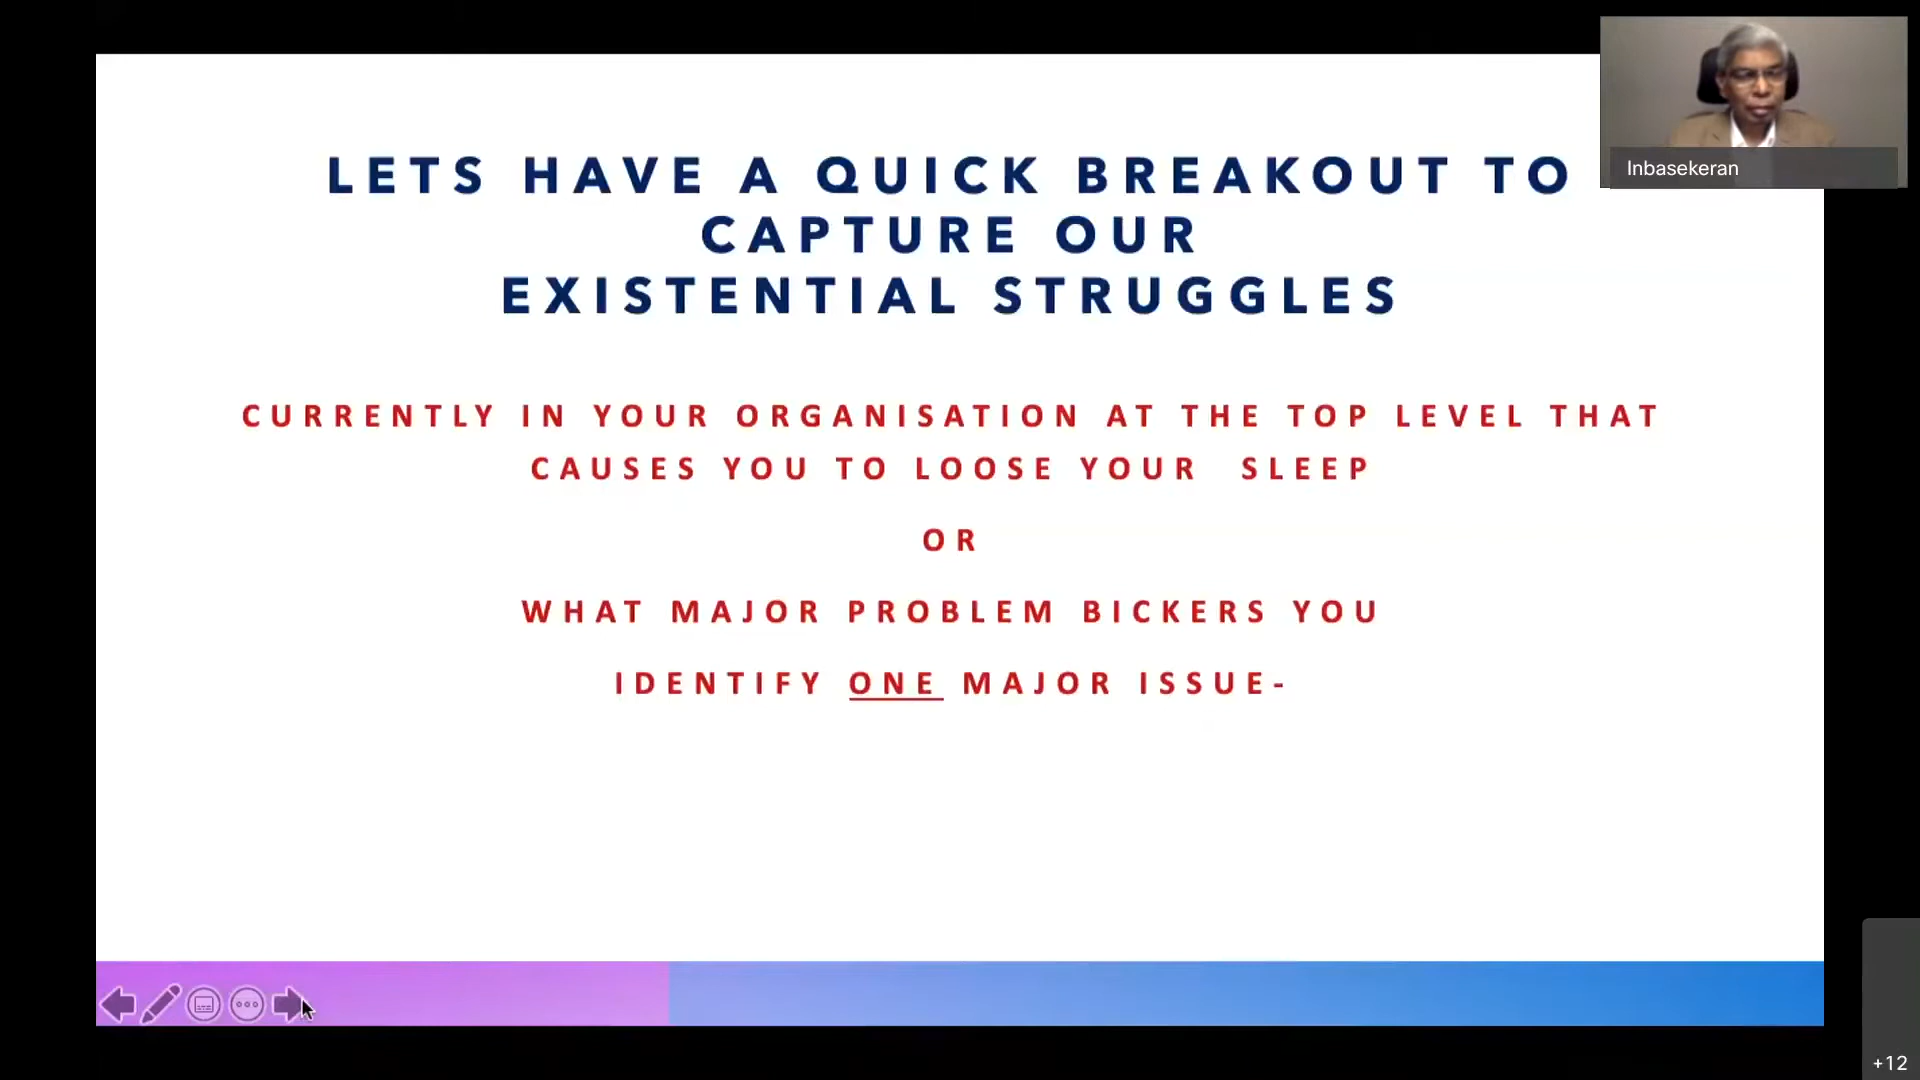 LETS HAVE A QUICK BREAKOUT TO
CAPTURE OUR
EXISTENTIAL STRUGGLES
CURRENTLY IN YOUR ORGANISATION AT THE TOP LEVEL THAT
CAUSES YOU TO LOOSE YOUR SLEEP
OR
WHAT MAJOR PROBLEM BICKERS YOU
IDENTIFY ONE MAJOR ISSUE-
Inbasekeran
+12